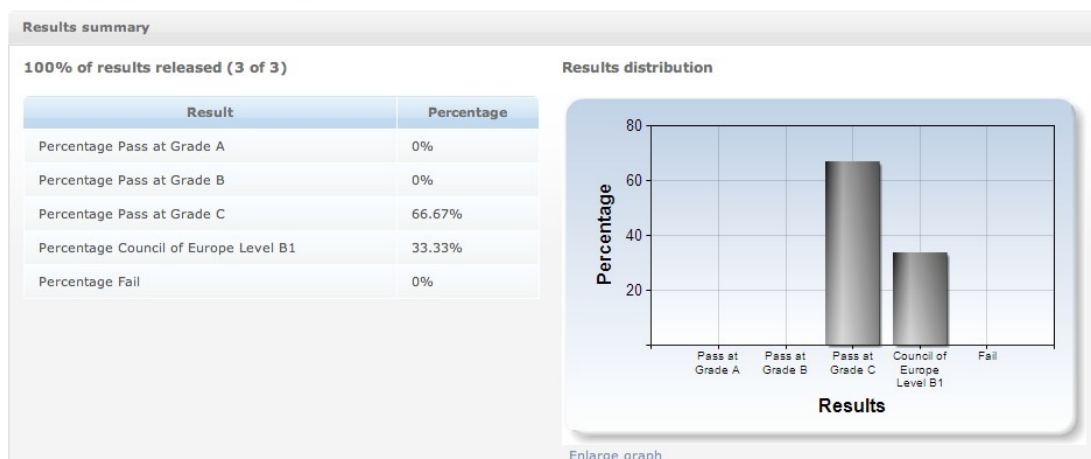 Results summary
100% of results released (3 of 3)
Result Percentage
Percentage Pass at Grade A 0%
Percentage Pass at Grade B 0%
Percentage Pass at Grade C 66.67%
Percentage Council of Europe Level B1 33.33%
Percentage Fail 0%
Results distribution
80
60
40
20
Percentage
Pass at Grade A
Pass at Grade B
Pass at Grade C
Council of Europe Level B1
Fail
Results
Enlarge graph